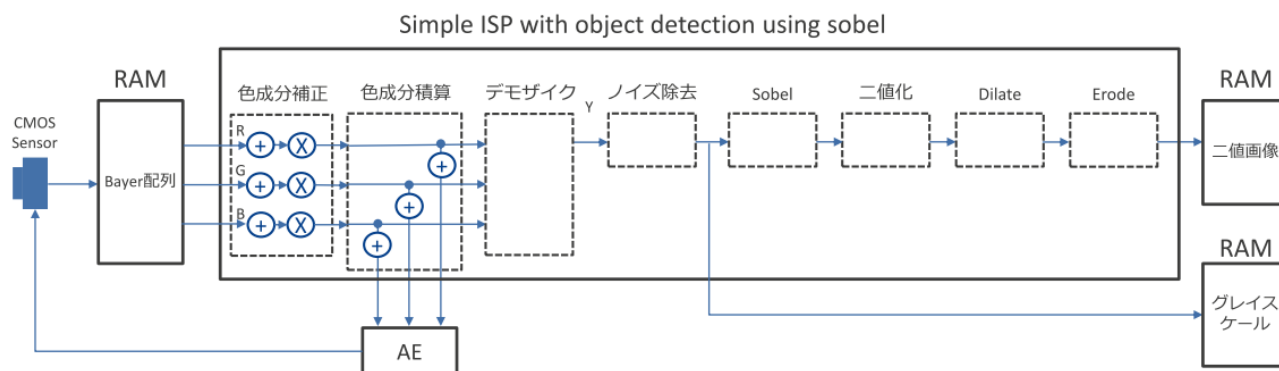 Simple ISP with object detection using sobel
RAM
CMOS
Sensor
Bayer配列
色成分補正
色成分積算
デモザイク
Y
ノイズ除去
Sobel
二値化
Dilate
Erode
R
+
X
G
+
X
B
+
X
+
+
+
AE
RAM
二値画像
RAM
グレイス
ケール